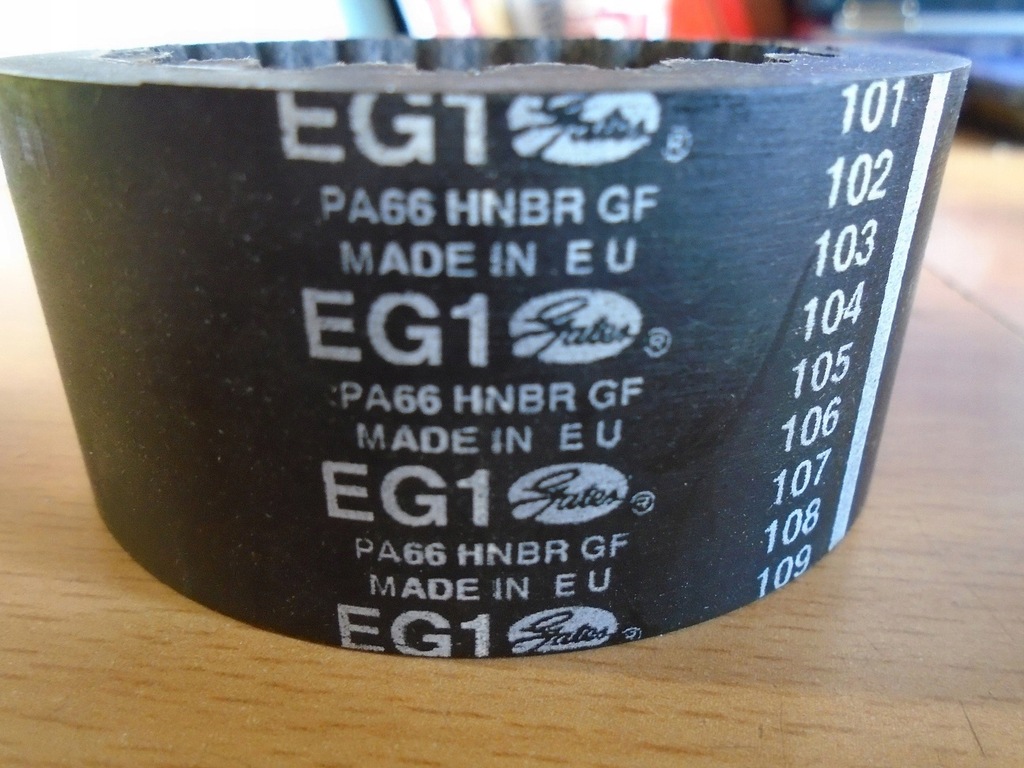 EG1 Gates ®
PA66 HNBR GF
MADE IN EU
EG1 Gates ®
PA66 HNBR GF
MADE IN EU
EG1 Gates ®
PA66 HNBR GF
MADE IN EU
EG1 Gates ®
101
102
103
104
105
106
107
108
109